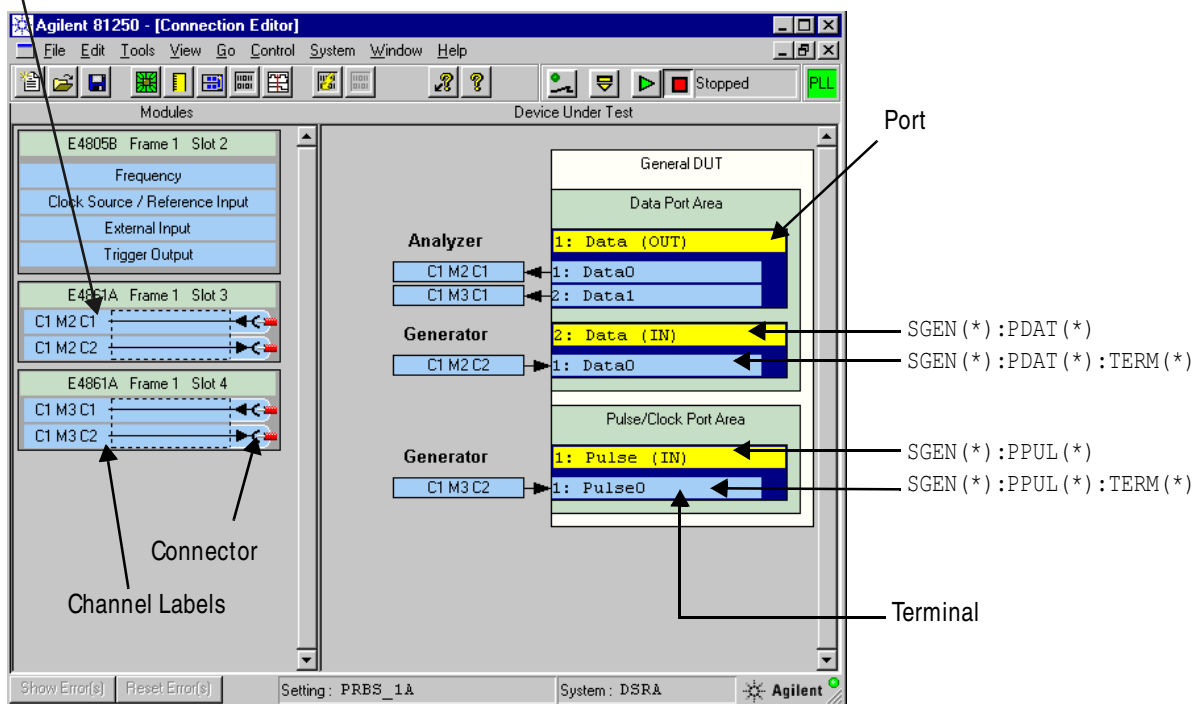 Agilent 81250 - [Connection Editor]
File Edit Tools View Go Control System Window Help
Stopped
PLL
Modules
Device Under Test
E4805B Frame 1 Slot 2
Frequency
Clock Source / Reference Input
External Input
Trigger Output
E4861A Frame 1 Slot 3
C1 M2 C1
C1 M2 C2
E4861A Frame 1 Slot 4
C1 M3 C1
C1 M3 C2
Connector
Channel Labels
General DUT
Data Port Area
Port
Analyzer
1: Data (OUT)
C1 M2 C1
1: Data0
C1 M3 C1
2: Data1
Generator
2: Data (IN)
SGEN(*):PDAT(*)
C1 M2 C2
1: Data0
SGEN(*):PDAT(*):TERM(*)
Pulse/Clock Port Area
Generator
1: Pulse (IN)
SGEN(*):PPUL(*)
C1 M3 C2
1: Pulse0
SGEN(*):PPUL(*):TERM(*)
Terminal
Show Error(s)
Reset Error(s)
Setting: PRBS_1A
System: DSRA
Agilent